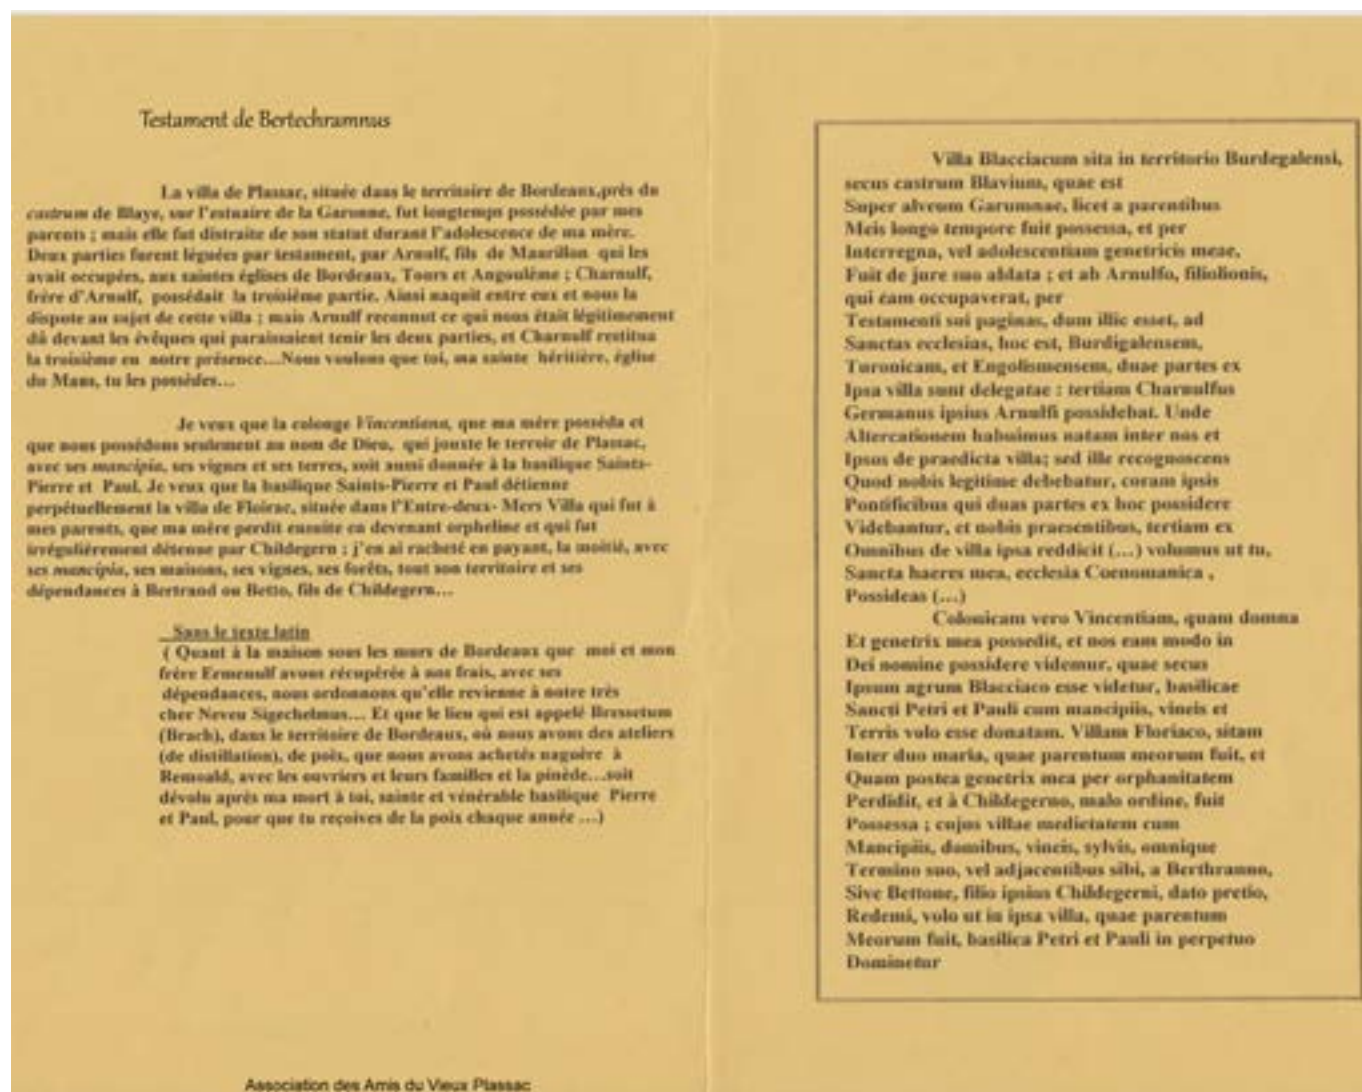 Testament de Bertechramnus
La villa de Plassac, située dans le territoire de Bordeaux,près du
castrum de Blaye, sur l'estuaire de la Garonne, fut longtemps possédée par mes
parents ; mais elle fut distraite de son statut durant l'adolescence de ma mère.
Deux parties furent léguées par testament, par Arnulf, fils de Maurillon qui les
avait occupées, aux saintes églises de Bordeaux, Tours et Angoulême ; Charnulf,
frère d'Arnulf, possédait la troisième partie. Ainsi naquit entre eux et nous la
dispute au sujet de cette villa ; mais Arnulf reconnut ce qui nous était légitimement
dû devant les évêques qui paraissaient tenir les deux parties, et Charnulf restitua
la troisième en notre présence…Nous voulons que toi, ma sainte héritière, église
du Mans, tu les possèdes…
Je veux que la colonge Vincentiana, que ma mère posséda et
que nous possédons seulement au nom de Dieu, qui jouxte le terroir de Plassac,
avec ses mancipia, ses vignes et ses terres, soit aussi donnée à la basilique Saints-
Pierre et Paul. Je veux que la basilique Saints-Pierre et Paul détienne
perpétuellement la villa de Floirac, située dans l'Entre-deux- Mers Villa qui fut à
mes parents, que ma mère perdit ensuite en devenant orpheline et qui fut
irrégulièrement détenue par Childegern ; j'en ai racheté en payant, la moitié, avec
ses mancipia, ses maisons, ses vignes, ses forêts, tout son territoire et ses
dépendances à Bertrand ou Betto, fils de Childegern…
Sans le texte latin
( Quant à la maison sous les murs de Bordeaux que moi et mon
frère Ermenulf avons récupérée à nos frais, avec ses
dépendances, nous ordonnons qu'elle revienne à notre très
cher Neveu Sigechelmus… Et que le lieu qui est appelé Bressetum
(Brach), dans le territoire de Bordeaux, où nous avons des ateliers
(de distillation), de poix, que nous avons achetés naguère à
Remoald, avec les ouvriers et leurs familles et la pinède…soit
dévolu après ma mort à toi, sainte et vénérable basilique Pierre
et Paul, pour que tu reçoives de la poix chaque année …)
Association des Amis du Vieux Plassac
Villa Blacciacum sita in territorio Burdegalensi,
secus castrum Blavium, quae est
Super alveum Garumnae, licet a parentibus
Meis longo tempore fuit possessa, et per
Interregna, vel adolescentiam genetricis meae,
Fuit de jure suo aldata ; et ab Arnulfo, filiolionis,
qui eam occupaverat, per
Testamenti sui paginas, dum illic esset, ad
Sanctas ecclesias, hoc est, Burdigalensem,
Turonicam, et Engolismensem, duae partes ex
Ipsa villa sunt delegatae : tertiam Charnulfus
Germanus ipsius Arnulfi possidebat. Unde
Altercationem habuimus natam inter nos et
Ipsos de praedicta villa; sed ille recognoscens
Quod nobis legitime debebatur, coram ipsis
Pontificibus qui duas partes ex hoc possidere
Videbantur, et nobis praesentibus, tertiam ex
Omnibus de villa ipsa reddicit (…) volumus ut tu,
Sancta haeres mea, ecclesia Coenomanica ,
Possideas (…)
Colonicam vero Vincentiam, quam domna
Et genetrix mea possedit, et nos eam modo in
Dei nomine possidere videmur, quae secus
Ipsum agrum Blacciaco esse videtur, basilicae
Sancti Petri et Pauli cum mancipiis, vineis et
Terris volo esse donatam. Villam Floriaco, sitam
Inter duo maria, quae parentum meorum fuit, et
Quam postea genetrix mea per orphanitatem
Perdidit, et à Childegerno, malo ordine, fuit
Possessa ; cujus villae medietatem cum
Mancipiis, domibus, vineis, sylvis, omnique
Termino suo, vel adjacentibus sibi, a Berthranno,
Sive Bettone, filio ipsius Childegerni, dato pretio,
Redemi, volo ut in ipsa villa, quae parentum
Meorum fuit, basilica Petri et Pauli in perpetuo
Dominetur